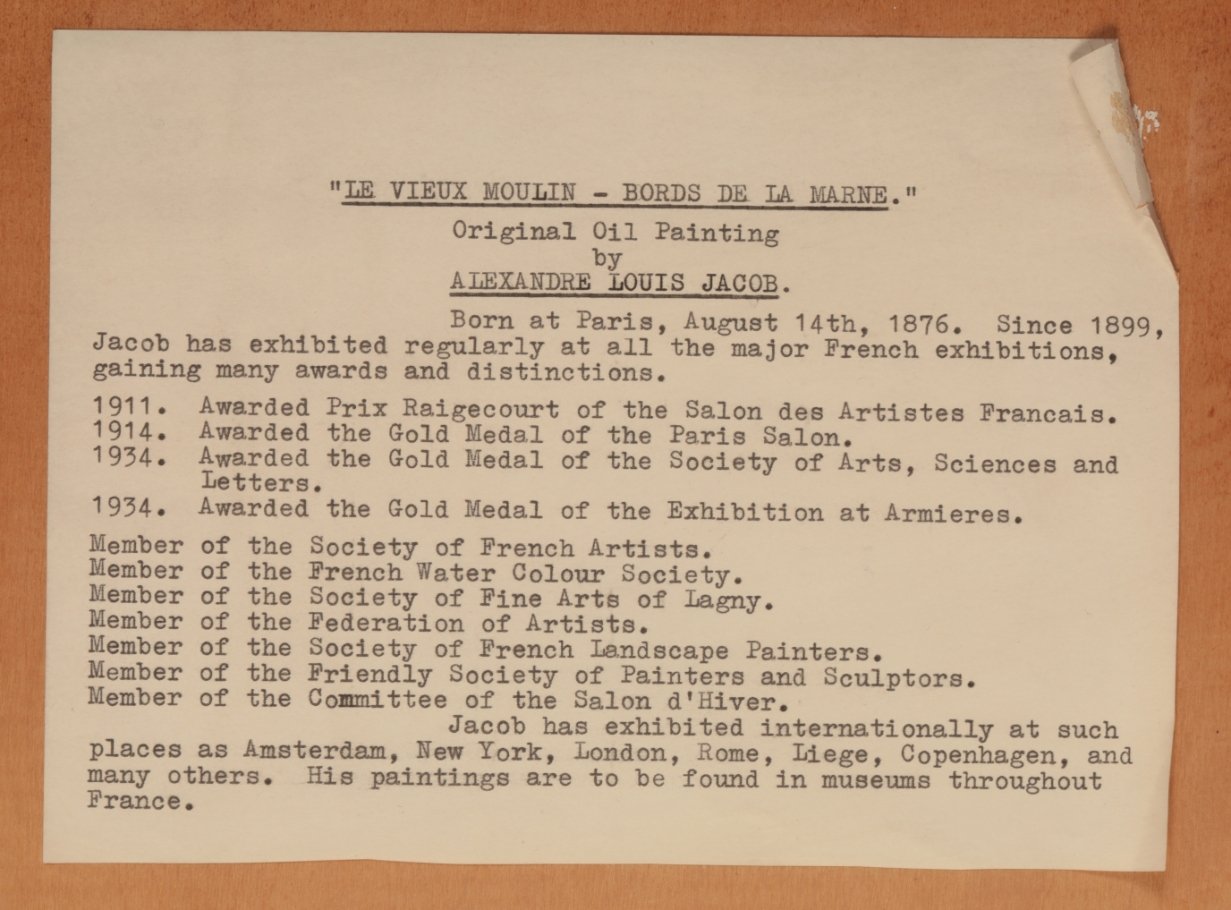 "LE VIEUX MOULIN - BORDS DE LA MARNE."
Original Oil Painting
by
ALEXANDRE LOUIS JACOB.
Born at Paris, August 14th, 1876. Since 1899,
Jacob has exhibited regularly at all the major French exhibitions,
gaining many awards and distinctions.
1911. Awarded Prix Raigecourt of the Salon des Artistes Francais.
1914. Awarded the Gold Medal of the Paris Salon.
1934. Awarded the Gold Medal of the Society of Arts, Sciences and
Letters.
1934. Awarded the Gold Medal of the Exhibition at Armieres.
Member of the Society of French Artists.
Member of the French Water Colour Society.
Member of the Society of Fine Arts of Lagny.
Member of the Federation of Artists.
Member of the Society of French Landscape Painters.
Member of the Friendly Society of Painters and Sculptors.
Member of the Committee of the Salon d'Hiver.
Jacob has exhibited internationally at such
places as Amsterdam, New York, London, Rome, Liege, Copenhagen, and
many others. His paintings are to be found in museums throughout
France.